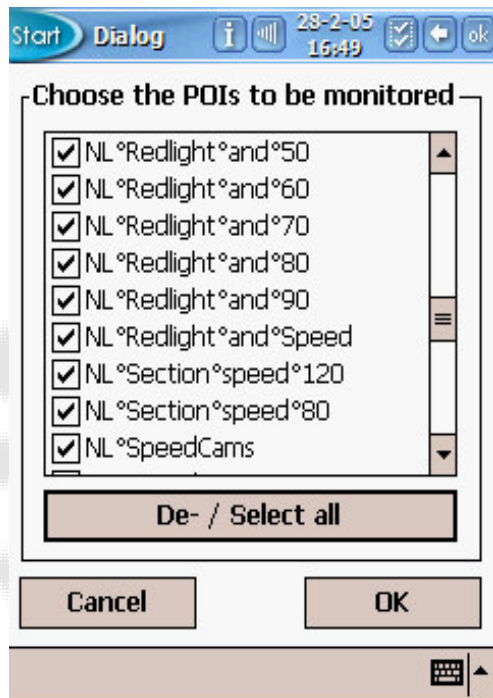 Start Dialog 28-2-05 16:49 ok
Choose the POIs to be monitored
NL°Redlight°and°50
NL°Redlight°and°60
NL°Redlight°and°70
NL°Redlight°and°80
NL°Redlight°and°90
NL°Redlight°and°Speed
NL°Section°speed°120
NL°Section°speed°80
NL°SpeedCams
De- / Select all
Cancel OK